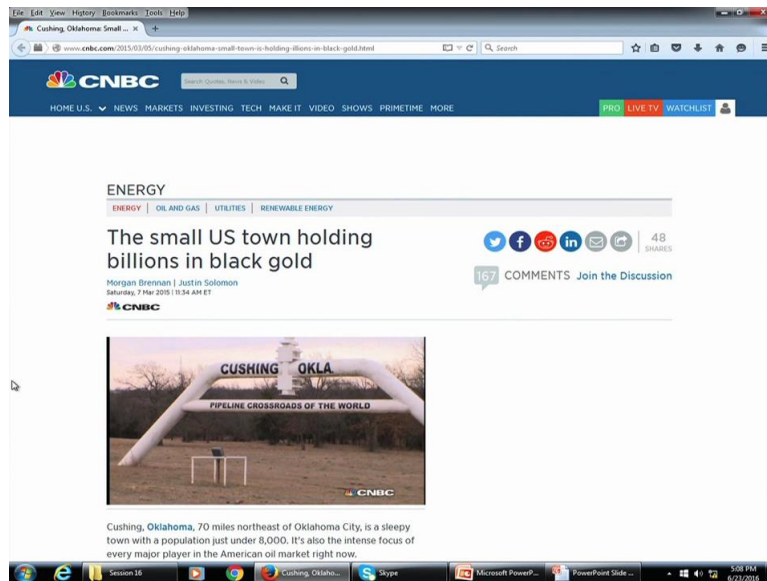 File Edit View History Bookmarks Tools Help
Cushing, Oklahoma: Small ... × +
www.cnbc.com/2015/03/05/cushing-oklahoma-small-town-is-holding-illions-in-black-gold.html Search
CNBC Search Quotes, News & Video
HOME U.S. NEWS MARKETS INVESTING TECH MAKE IT VIDEO SHOWS PRIMETIME MORE PRO LIVE TV WATCHLIST
ENERGY
ENERGY | OIL AND GAS | UTILITIES | RENEWABLE ENERGY
The small US town holding
billions in black gold
48
SHARES
167 COMMENTS Join the Discussion
Morgan Brennan | Justin Solomon
Saturday, 7 Mar 2015 | 11:34 AM ET
CNBC
CUSHING OKLA.
PIPELINE CROSSROADS OF THE WORLD
CNBC
Cushing, Oklahoma, 70 miles northeast of Oklahoma City, is a sleepy
town with a population just under 8,000. It's also the intense focus of
every major player in the American oil market right now.
Session 16 Cushing, Oklaho... Skype Microsoft PowerP... PowerPoint Slide ... 5:08 PM
6/23/2016